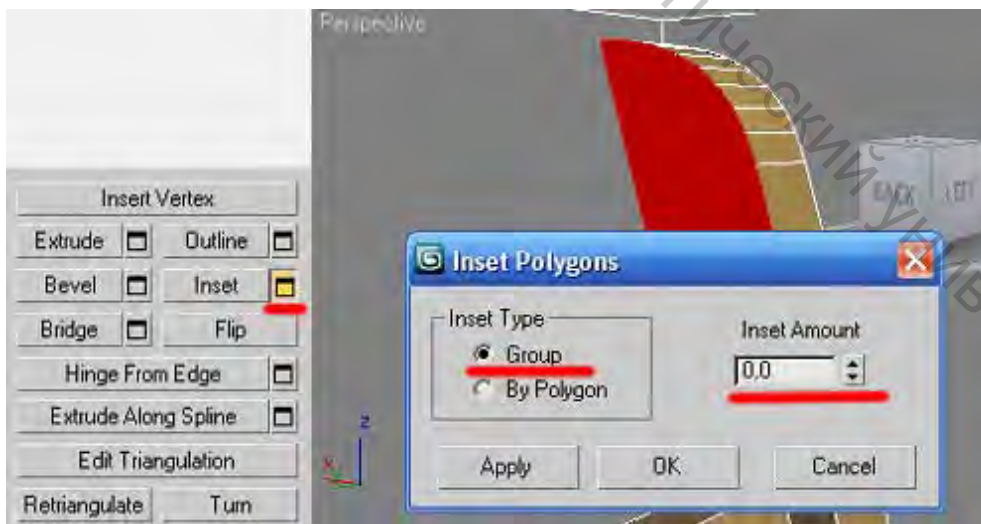 Perspective
Insert Vertex
Extrude Outline
Bevel Inset
Bridge Flip
Hinge From Edge
Extrude Along Spline
Edit Triangulation
Retriangulate Turn
BACK LEFT
Inset Polygons
Inset Type
Group
By Polygon
Inset Amount
0,0
Apply OK Cancel
z
x